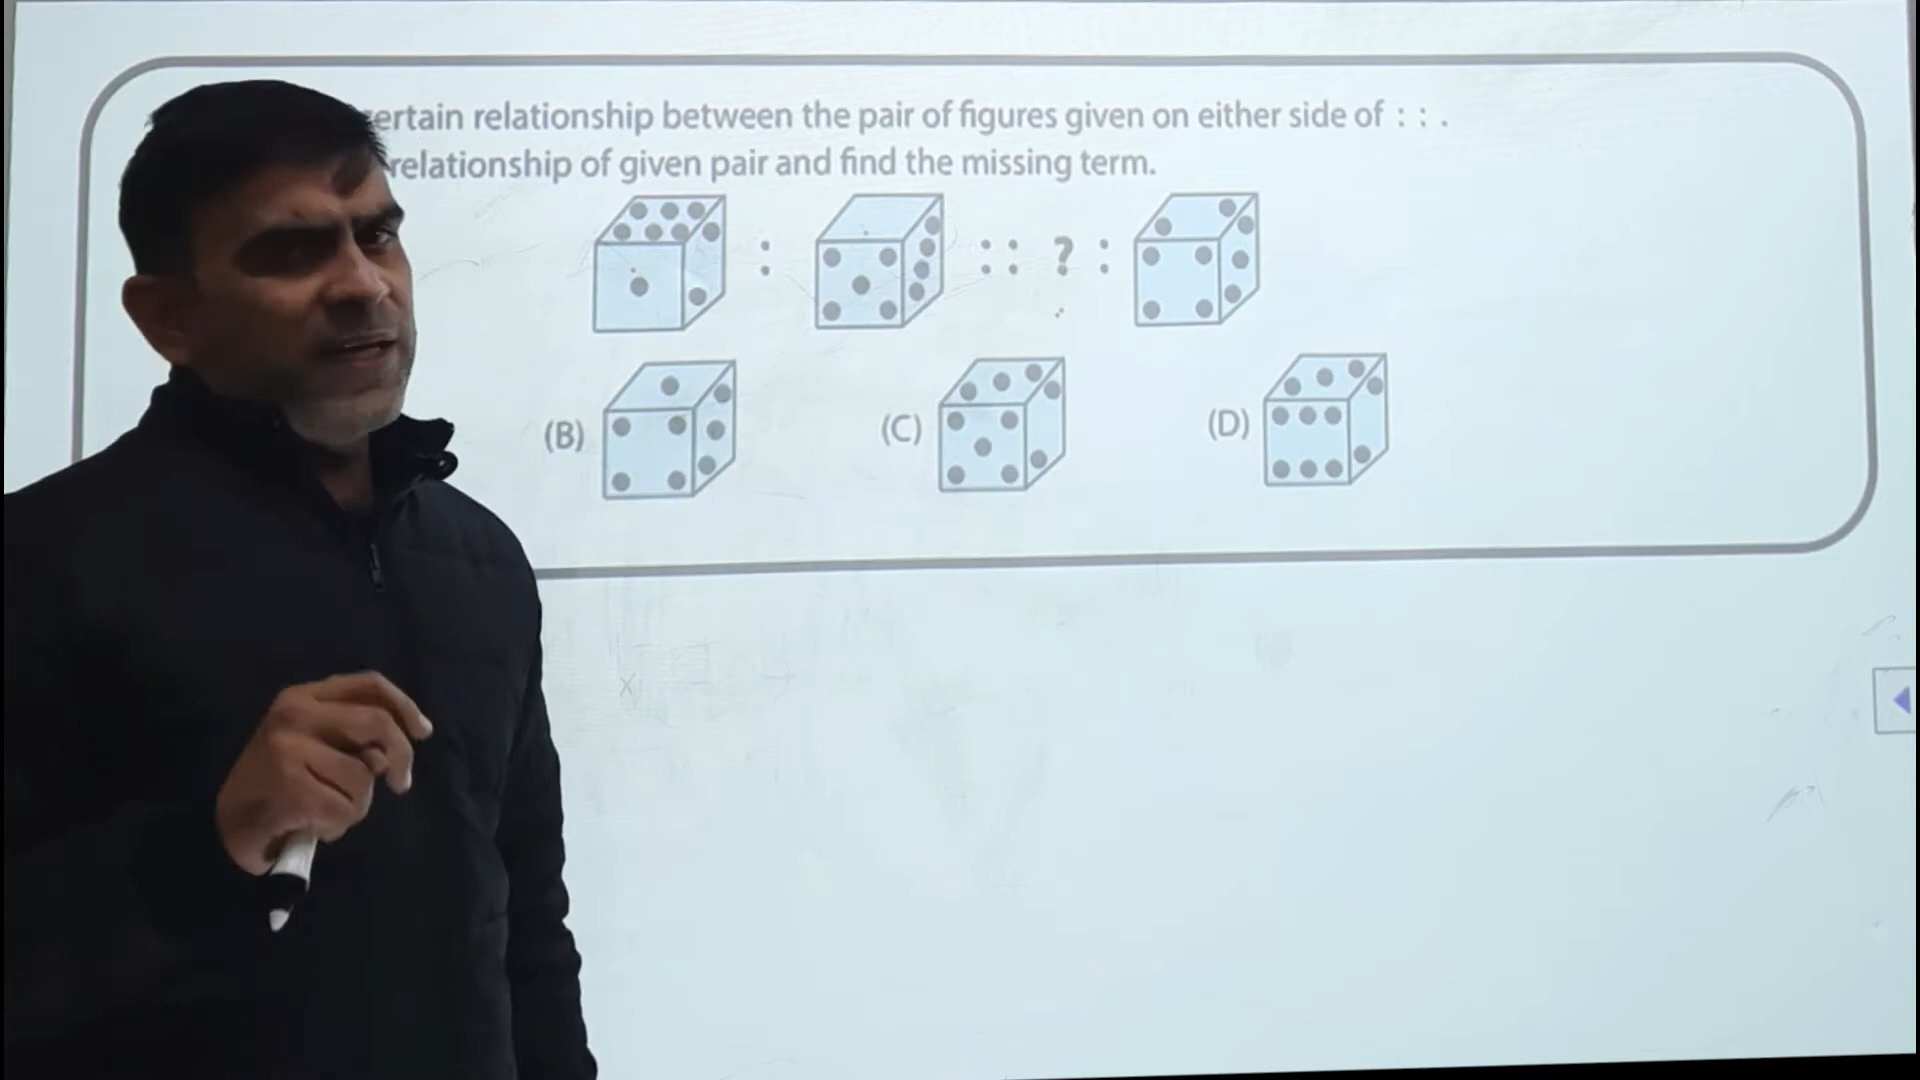 relationship between the pair of figures given on either side of : : .
relationship of given pair and find the missing term.
: : : ? :
(B) (C) (D)